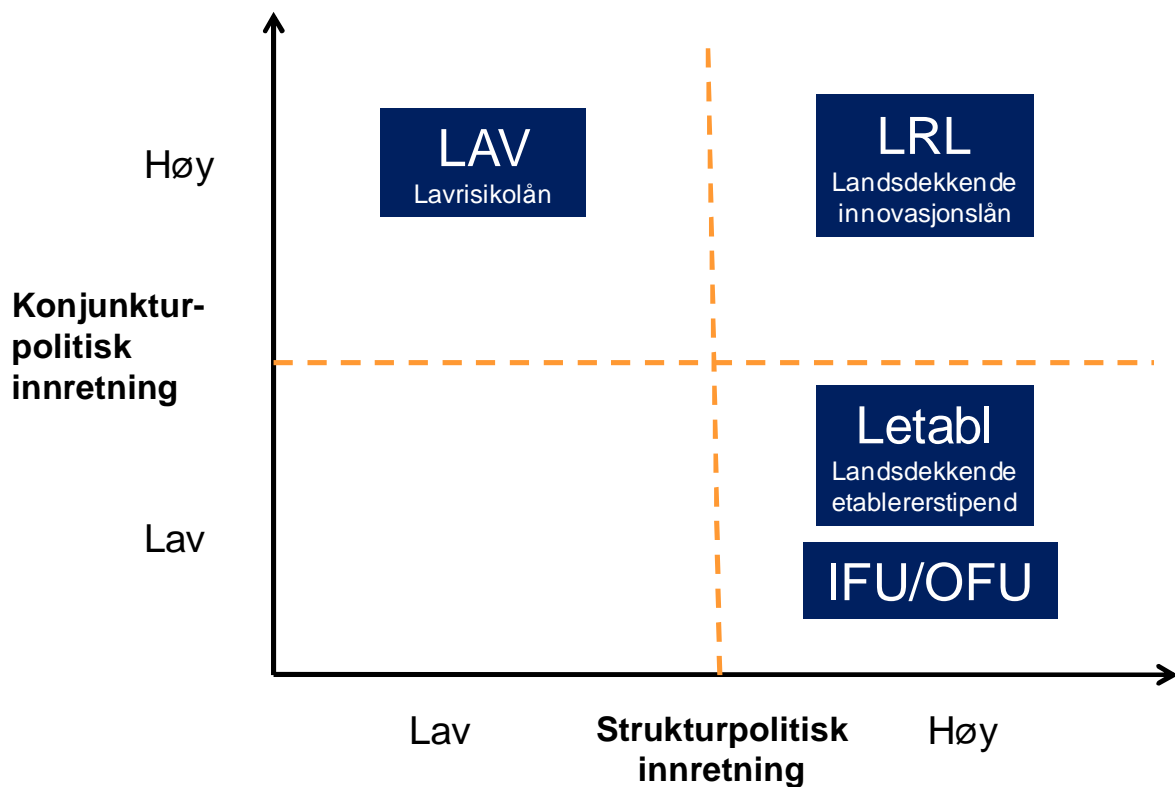 LAV
Lavrisikolån
LRL
Landsdekkende
innovasjonslån
Høy
Konjunktur-
politisk
innretning
Letabl
Landsdekkende
etablererstipend
Lav
IFU/OFU
Lav
Strukturpolitisk
innretning
Høy